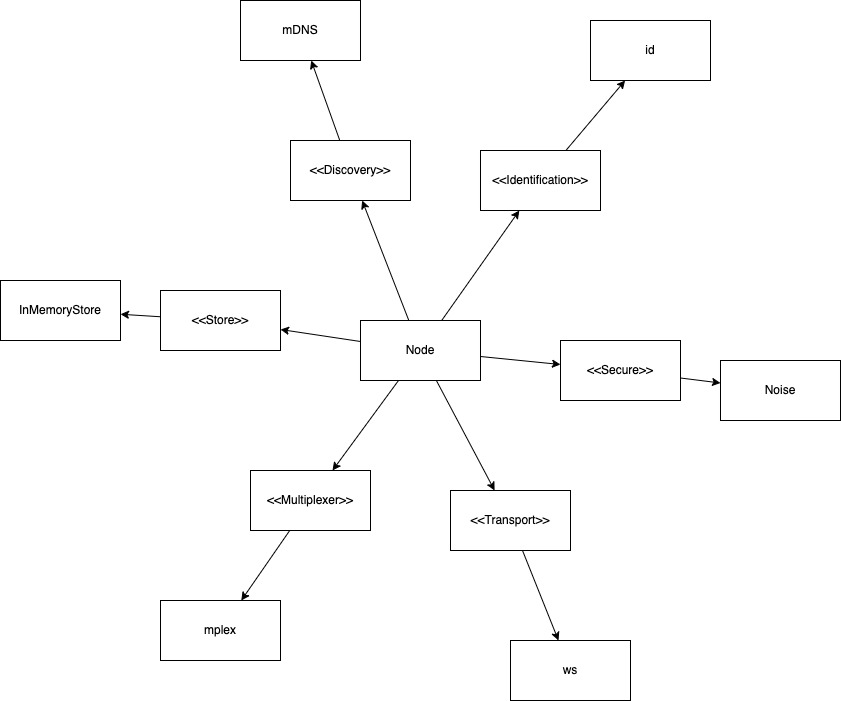 mDNS
id
<<Discovery>>
<<Identification>>
InMemoryStore
<<Store>>
Node
<<Secure>>
Noise
<<Multiplexer>>
<<Transport>>
mplex
ws